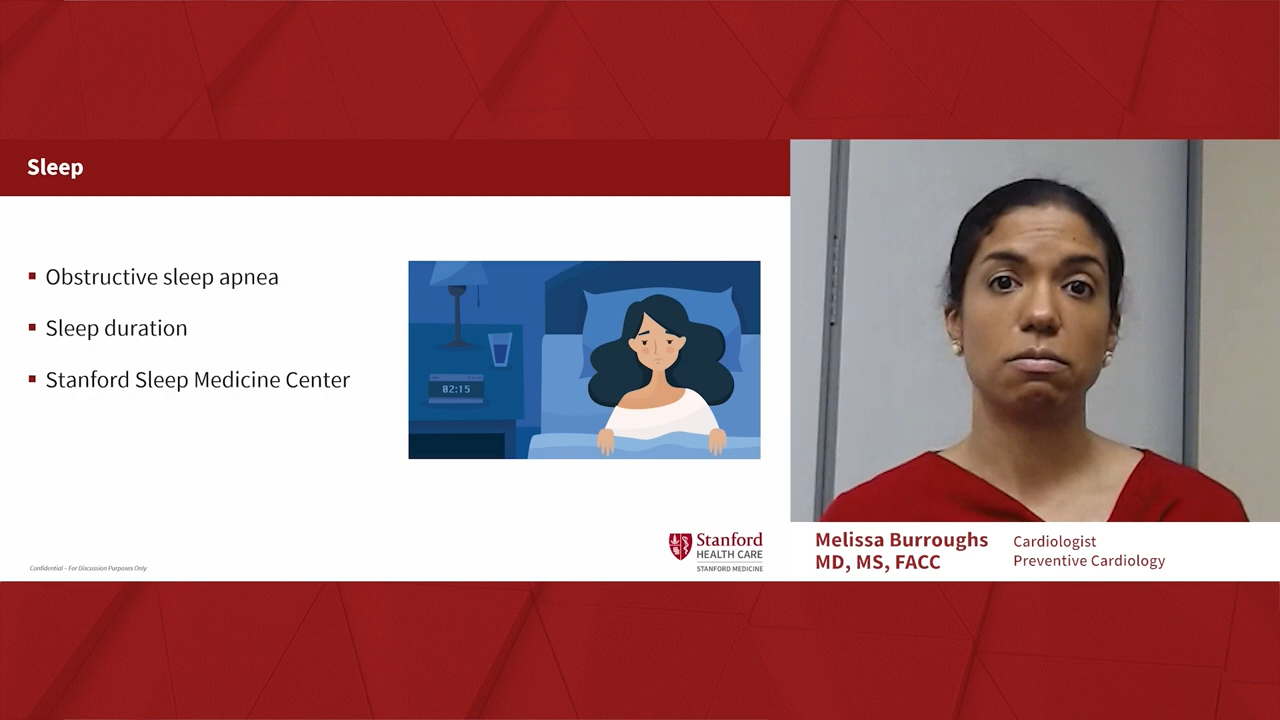 Sleep
Obstructive sleep apnea
Sleep duration
Stanford Sleep Medicine Center
02:15
Stanford
HEALTH CARE
STANFORD MEDICINE
Confidential – For Discussion Purposes Only
Melissa Burroughs
MD, MS, FACC
Cardiologist
Preventive Cardiology